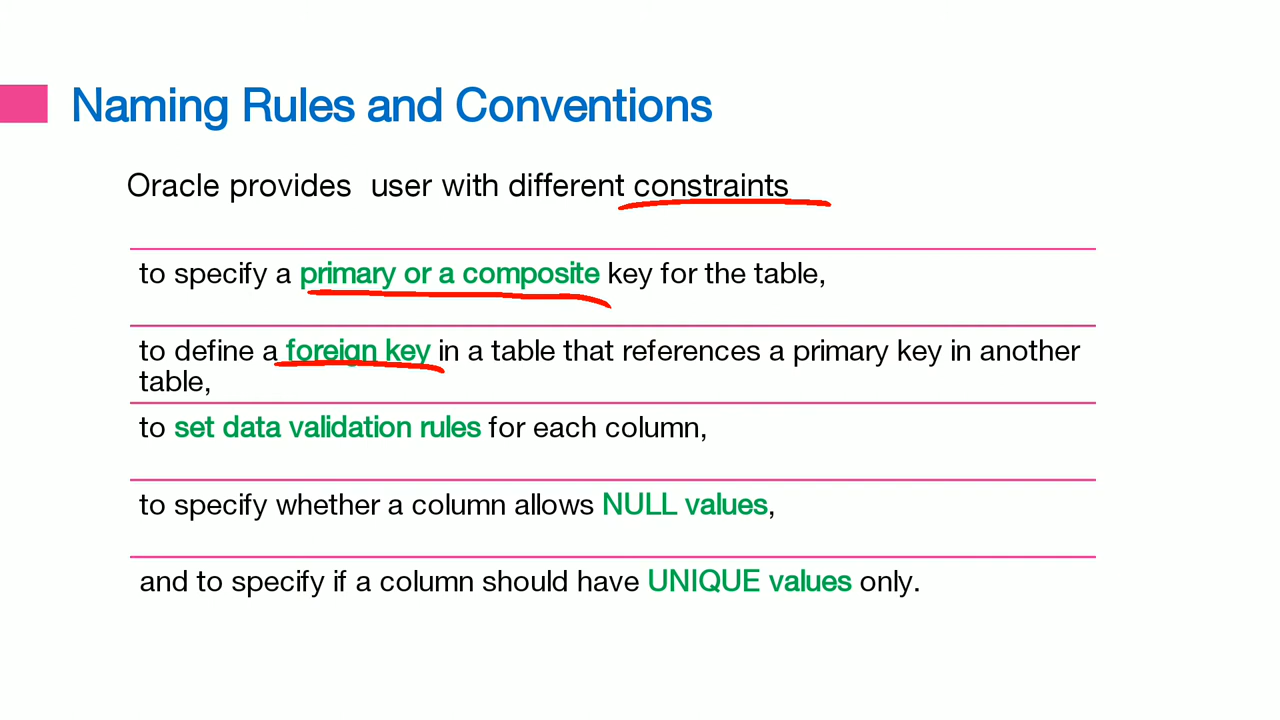 Naming Rules and Conventions
Oracle provides  user with different constraints
to specify a primary or a composite key for the table,
to define a foreign key in a table that references a primary key in another
table,
to set data validation rules for each column,
to specify whether a column allows NULL values,
and to specify if a column should have UNIQUE values only.